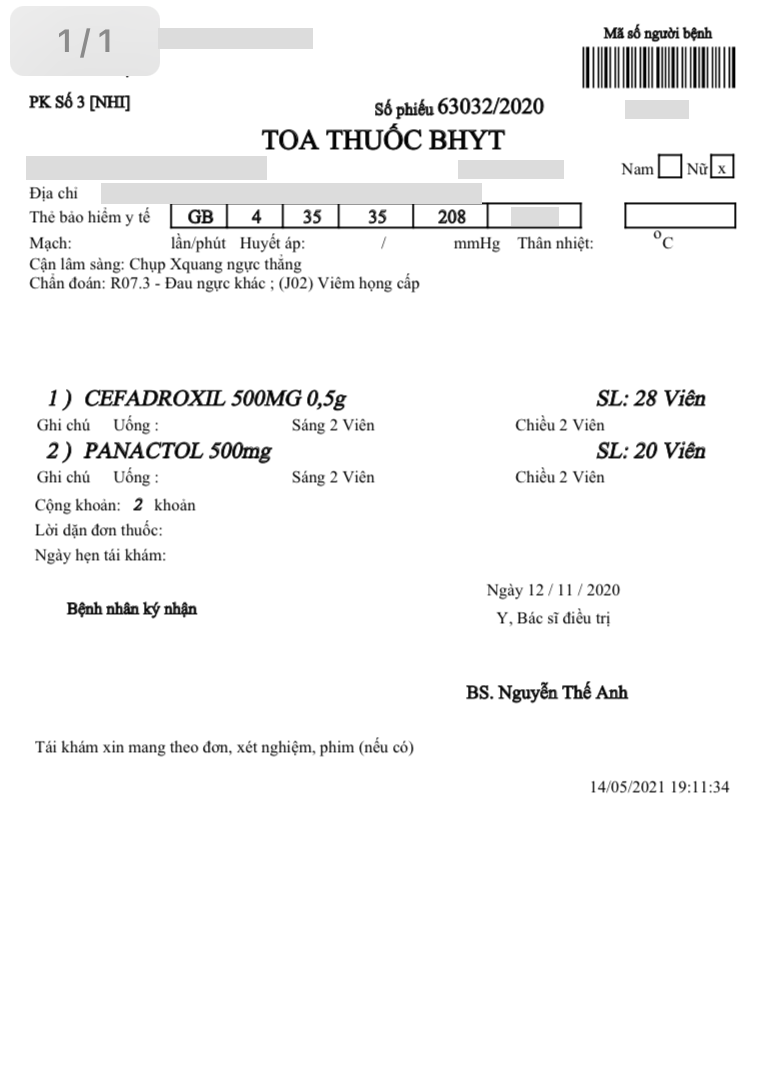 1/1
Mã số người bệnh
PK Số 3 [NHI]
Số phiếu 63032/2020
TOA THUỐC BHYT
Nam Nữ x
Địa chỉ
Thẻ bảo hiểm y tế GB 4 35 35 208
Mạch: lần/phút Huyết áp: / mmHg Thân nhiệt: °C
Cận lâm sàng: Chụp Xquang ngực thẳng
Chẩn đoán: R07.3 - Đau ngực khác ; (J02) Viêm họng cấp
1 ) CEFADROXIL 500MG 0,5g SL: 28 Viên
Ghi chú Uống : Sáng 2 Viên Chiều 2 Viên
2 ) PANACTOL 500mg SL: 20 Viên
Ghi chú Uống : Sáng 2 Viên Chiều 2 Viên
Cộng khoản: 2 khoản
Lời dặn đơn thuốc:
Ngày hẹn tái khám:
Ngày 12 / 11 / 2020
Bệnh nhân ký nhận
Y, Bác sĩ điều trị
BS. Nguyễn Thế Anh
Tái khám xin mang theo đơn, xét nghiệm, phim (nếu có)
14/05/2021 19:11:34